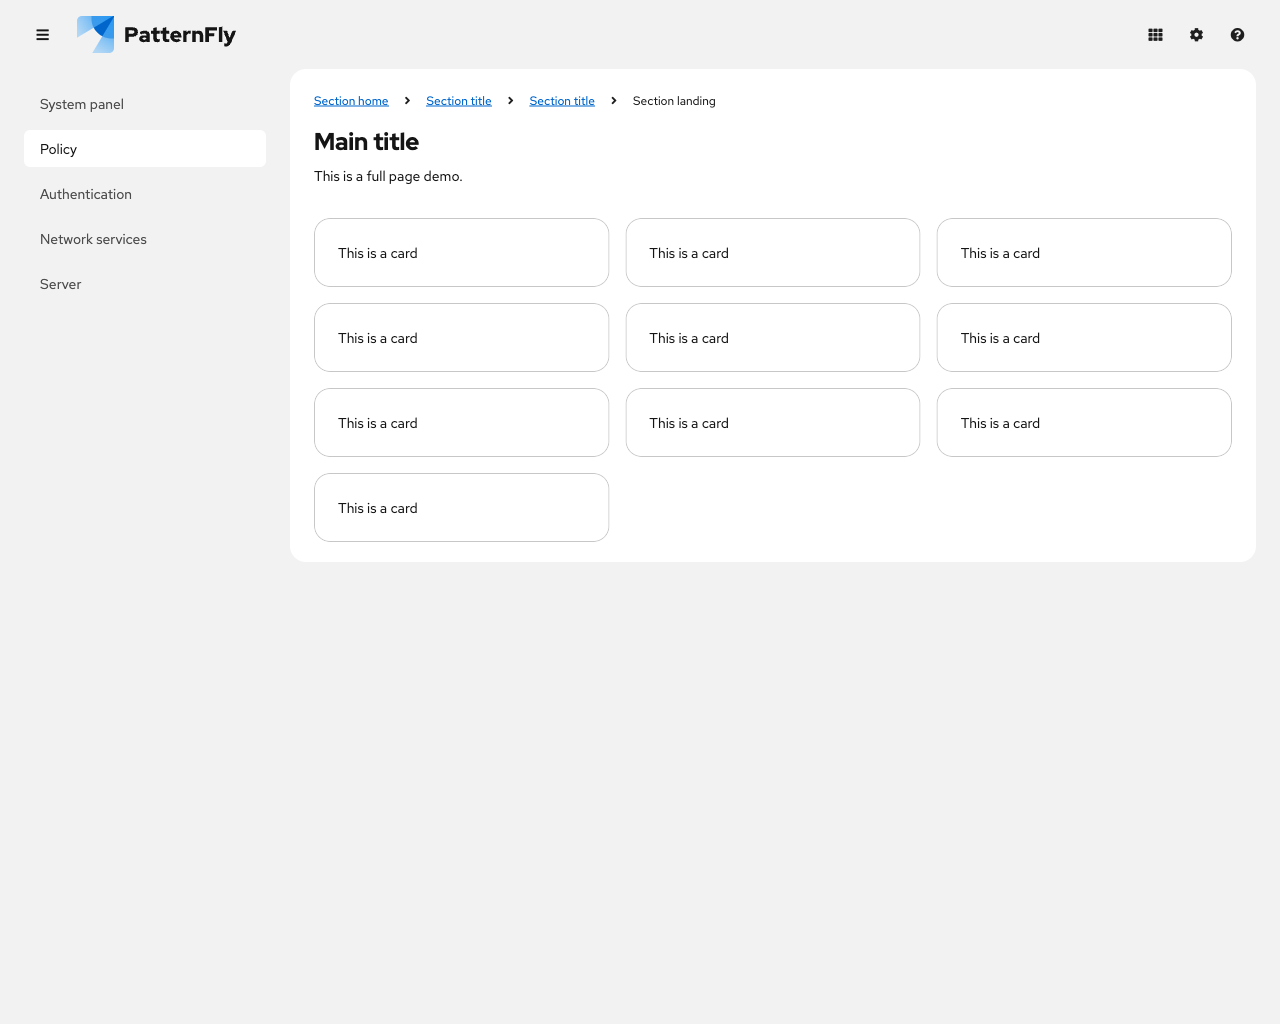 PatternFly
System panel
Policy
Authentication
Network services
Server
Section home Section title Section title Section landing
Main title
This is a full page demo.
This is a card This is a card This is a card
This is a card This is a card This is a card
This is a card This is a card This is a card
This is a card